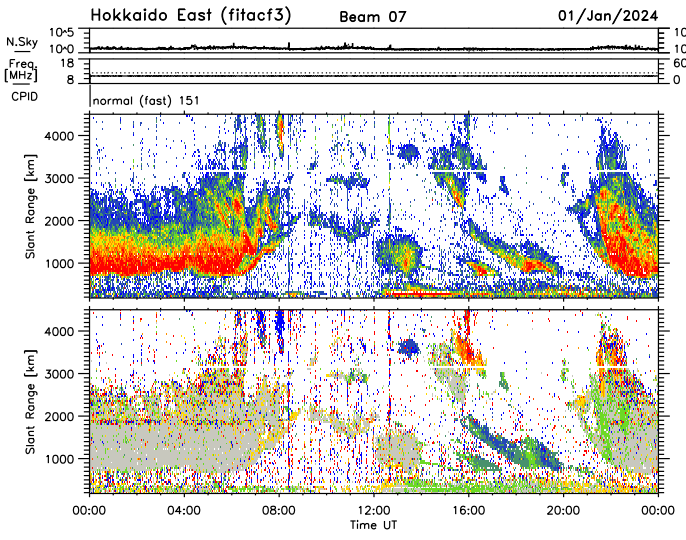 Hokkaido East (fitacf3) Beam 07 01/Jan/2024
10^5 10
N.Sky 10^0 10
Freq. 18 60
[MHz] 8 0
CPID normal (fast) 151
4000
3000
2000
1000
Slant Range [km]
4000
3000
2000
1000
Slant Range [km]
00:00 04:00 08:00 12:00 16:00 20:00 00:00
Time UT